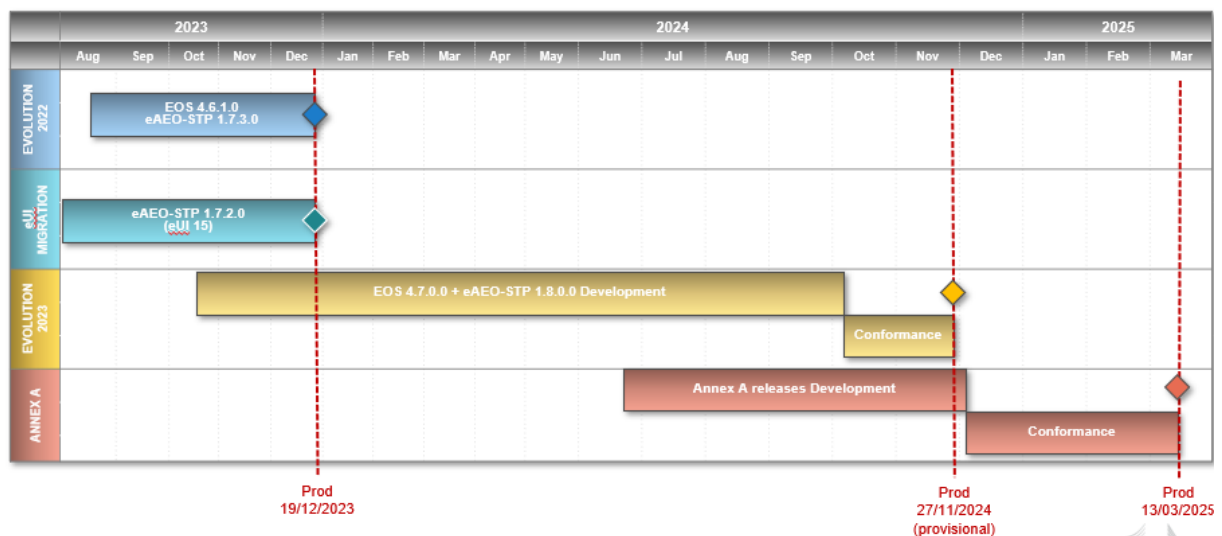 2023 2024 2025
Aug Sep Oct Nov Dec Jan Feb Mar Apr May Jun Jul Aug Sep Oct Nov Dec Jan Feb Mar
EVOLUTION
2022
EOS 4.6.1.0
eAEO-STP 1.7.3.0
eUI
MIGRATION
eAEO-STP 1.7.2.0
(eUI 15)
EVOLUTION
2023
EOS 4.7.0.0 + eAEO-STP 1.8.0.0 Development
Conformance
ANNEX A
Annex A releases Development
Conformance
Prod
19/12/2023
Prod
27/11/2024
(provisional)
Prod
13/03/2025